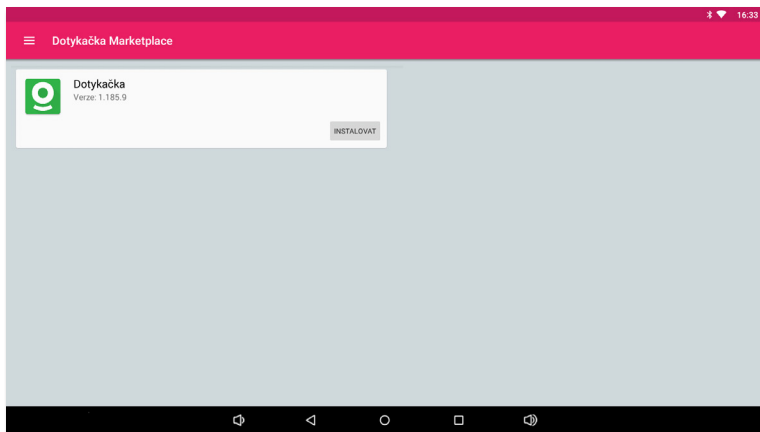 16:33
Dotykačka Marketplace
Dotykačka
Verze: 1.185.9
INSTALOVAT